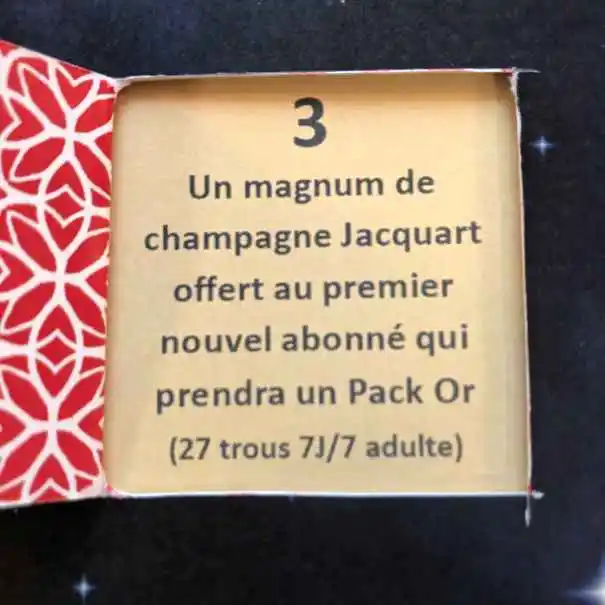 3
Un magnum de
champagne Jacquart
offert au premier
nouvel abonné qui
prendra un Pack Or
(27 trous 7J/7 adulte)